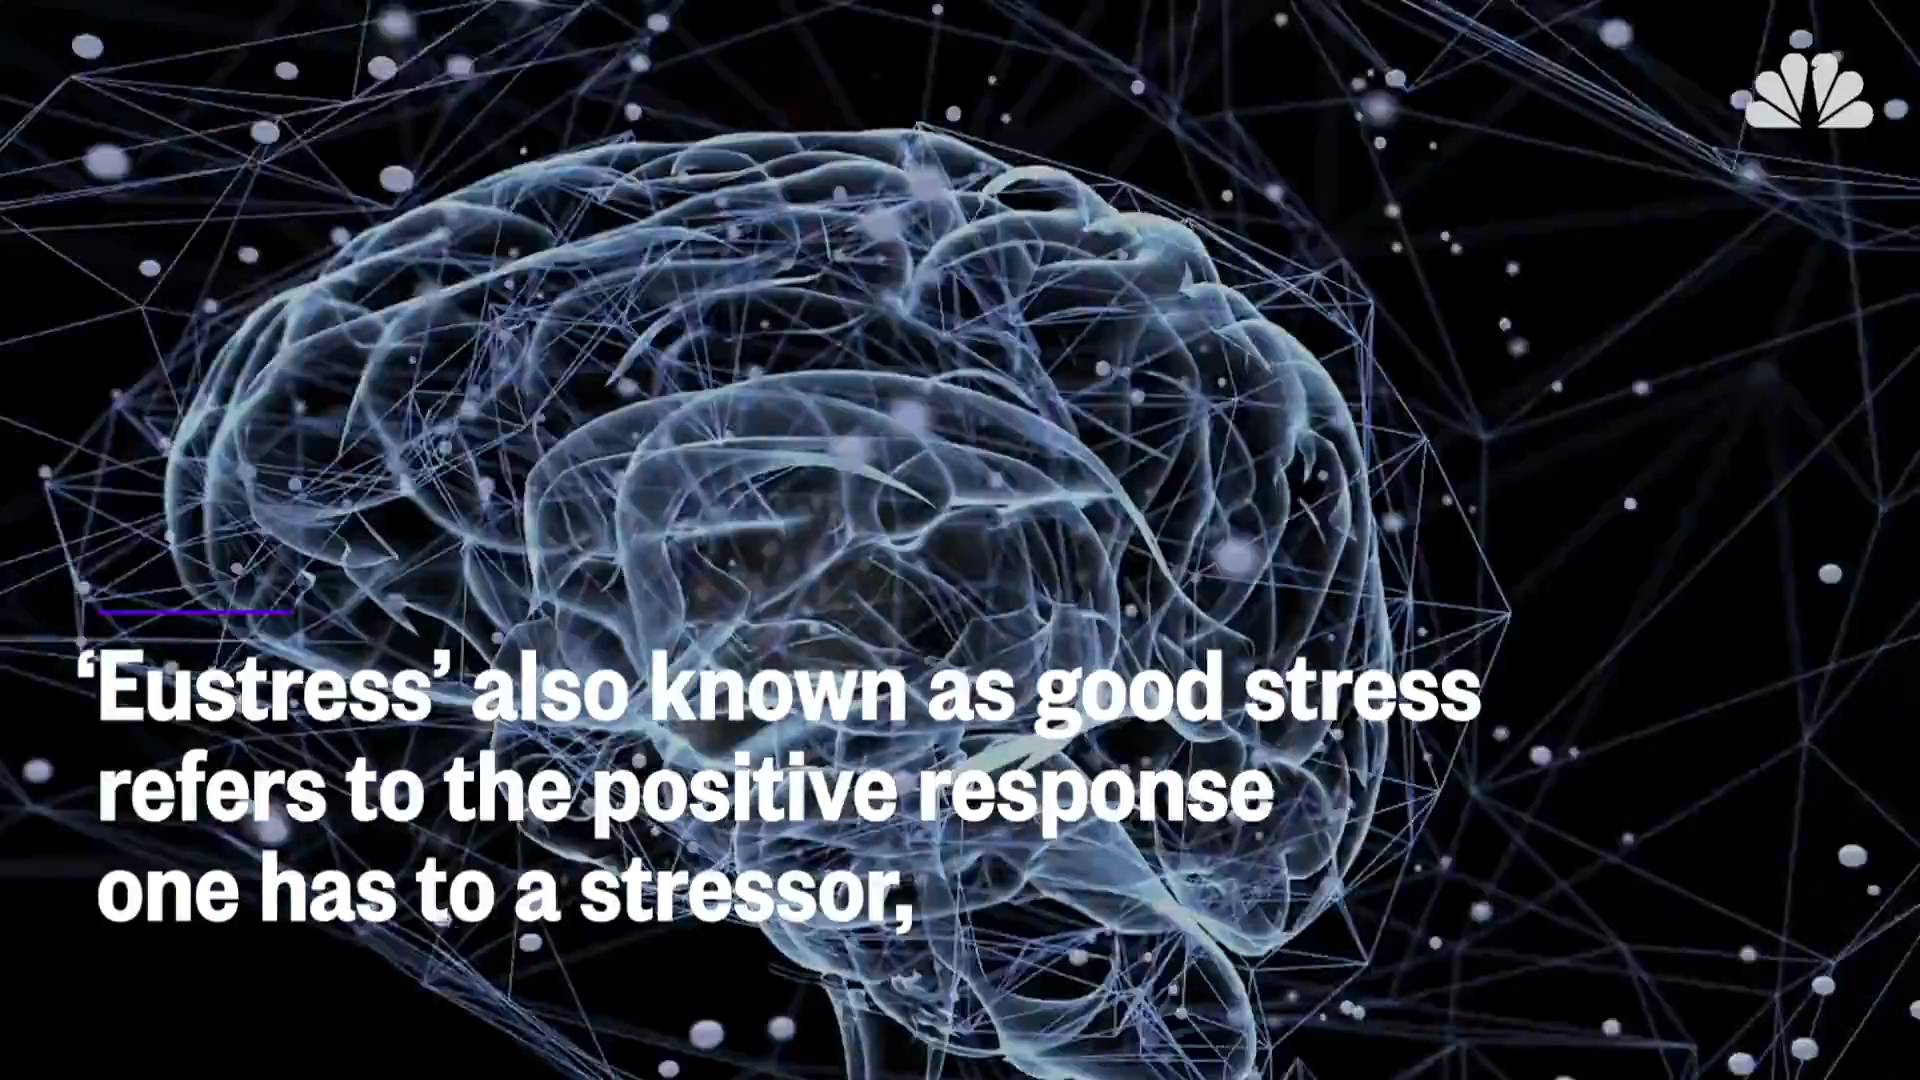 ‘Eustress’ also known as good stress
refers to the positive response
one has to a stressor,